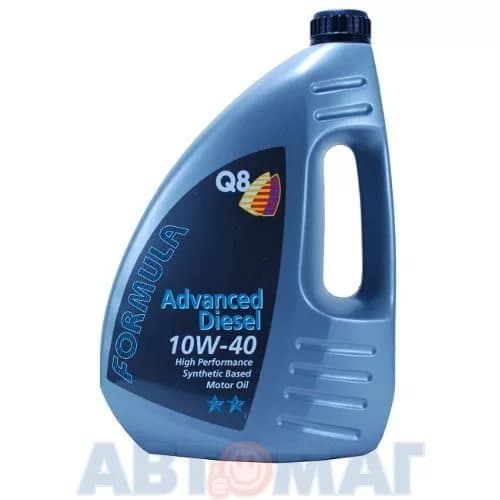 Q8
FORMULA
Advanced
Diesel
10W-40
High Performance
Synthetic Based
Motor Oil
АВТОМАГ